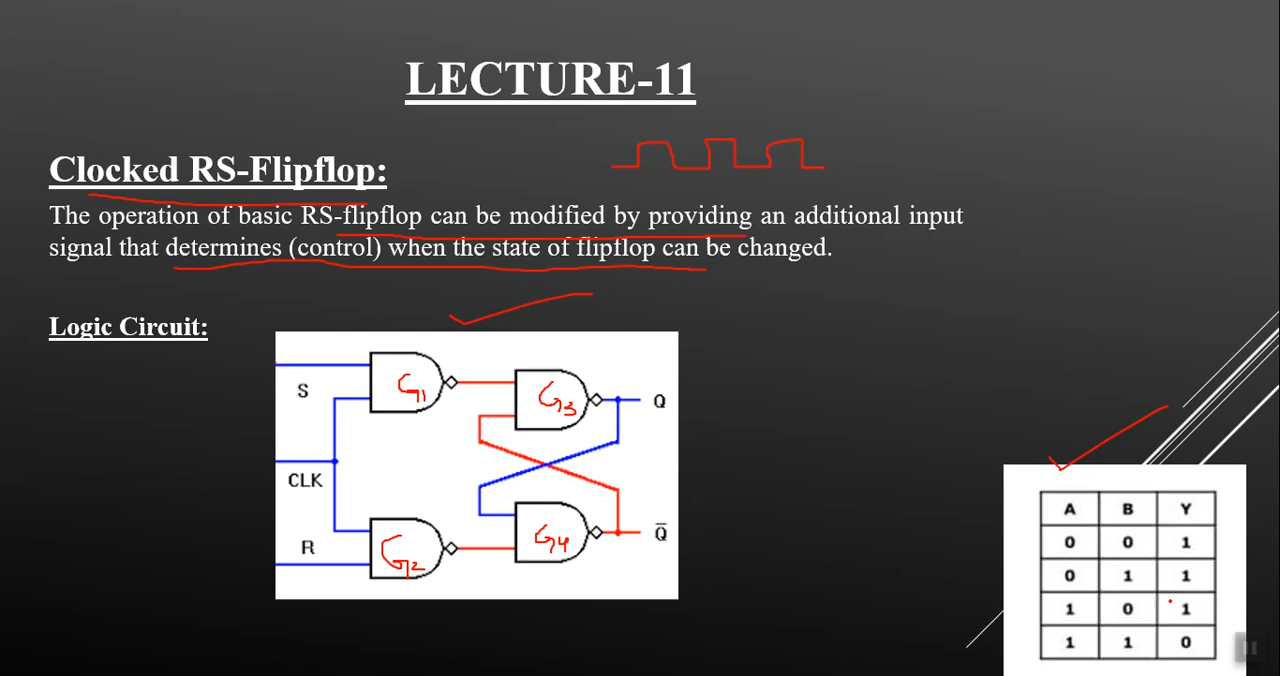 LECTURE-11
Clocked RS-Flipflop:
The operation of basic RS-flipflop can be modified by providing an additional input
signal that determines (control) when the state of flipflop can be changed.
Logic Circuit:
S
CLK
R
G1
G2
G3
G4
Q
Q̅
A B Y
0 0 1
0 1 1
1 0 1
1 1 0